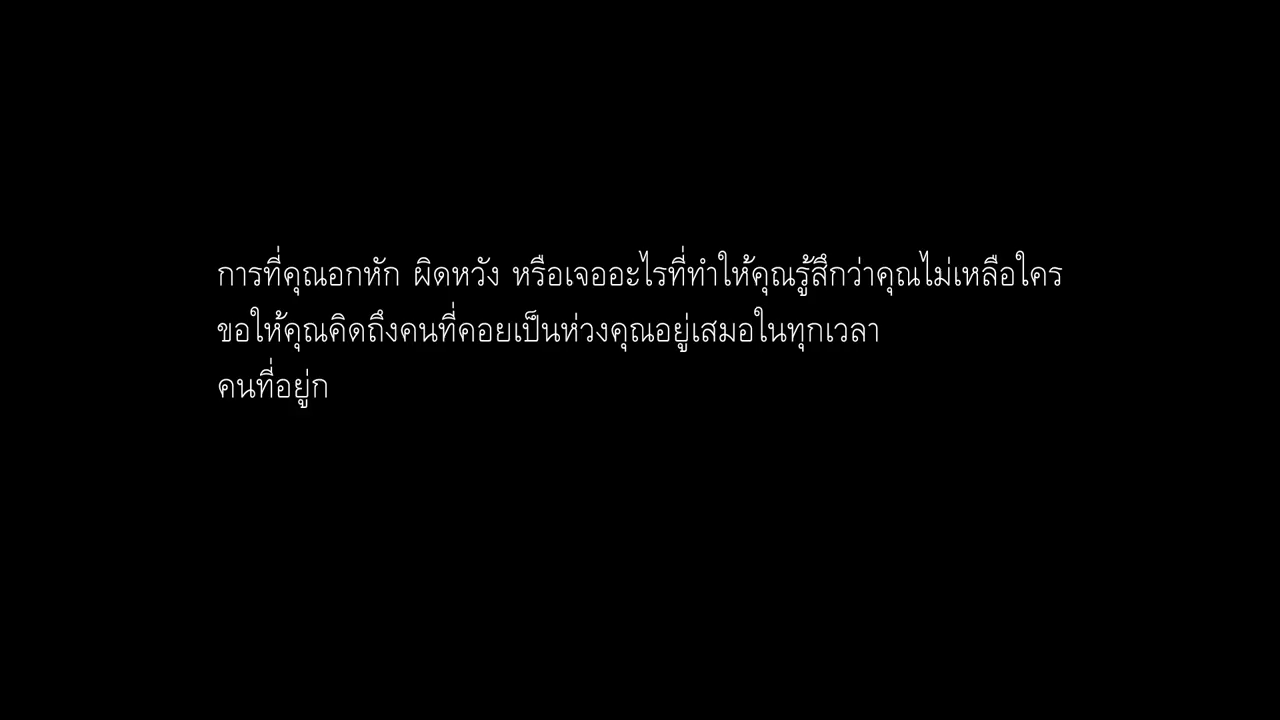 การที่คุณอกหัก ผิดหวัง หรือเจออะไรที่ทำให้คุณรู้สึกว่าคุณไม่เหลือใคร
ขอให้คุณคิดถึงคนที่คอยเป็นห่วงคุณอยู่เสมอในทุกเวลา
คนที่อยู่ก